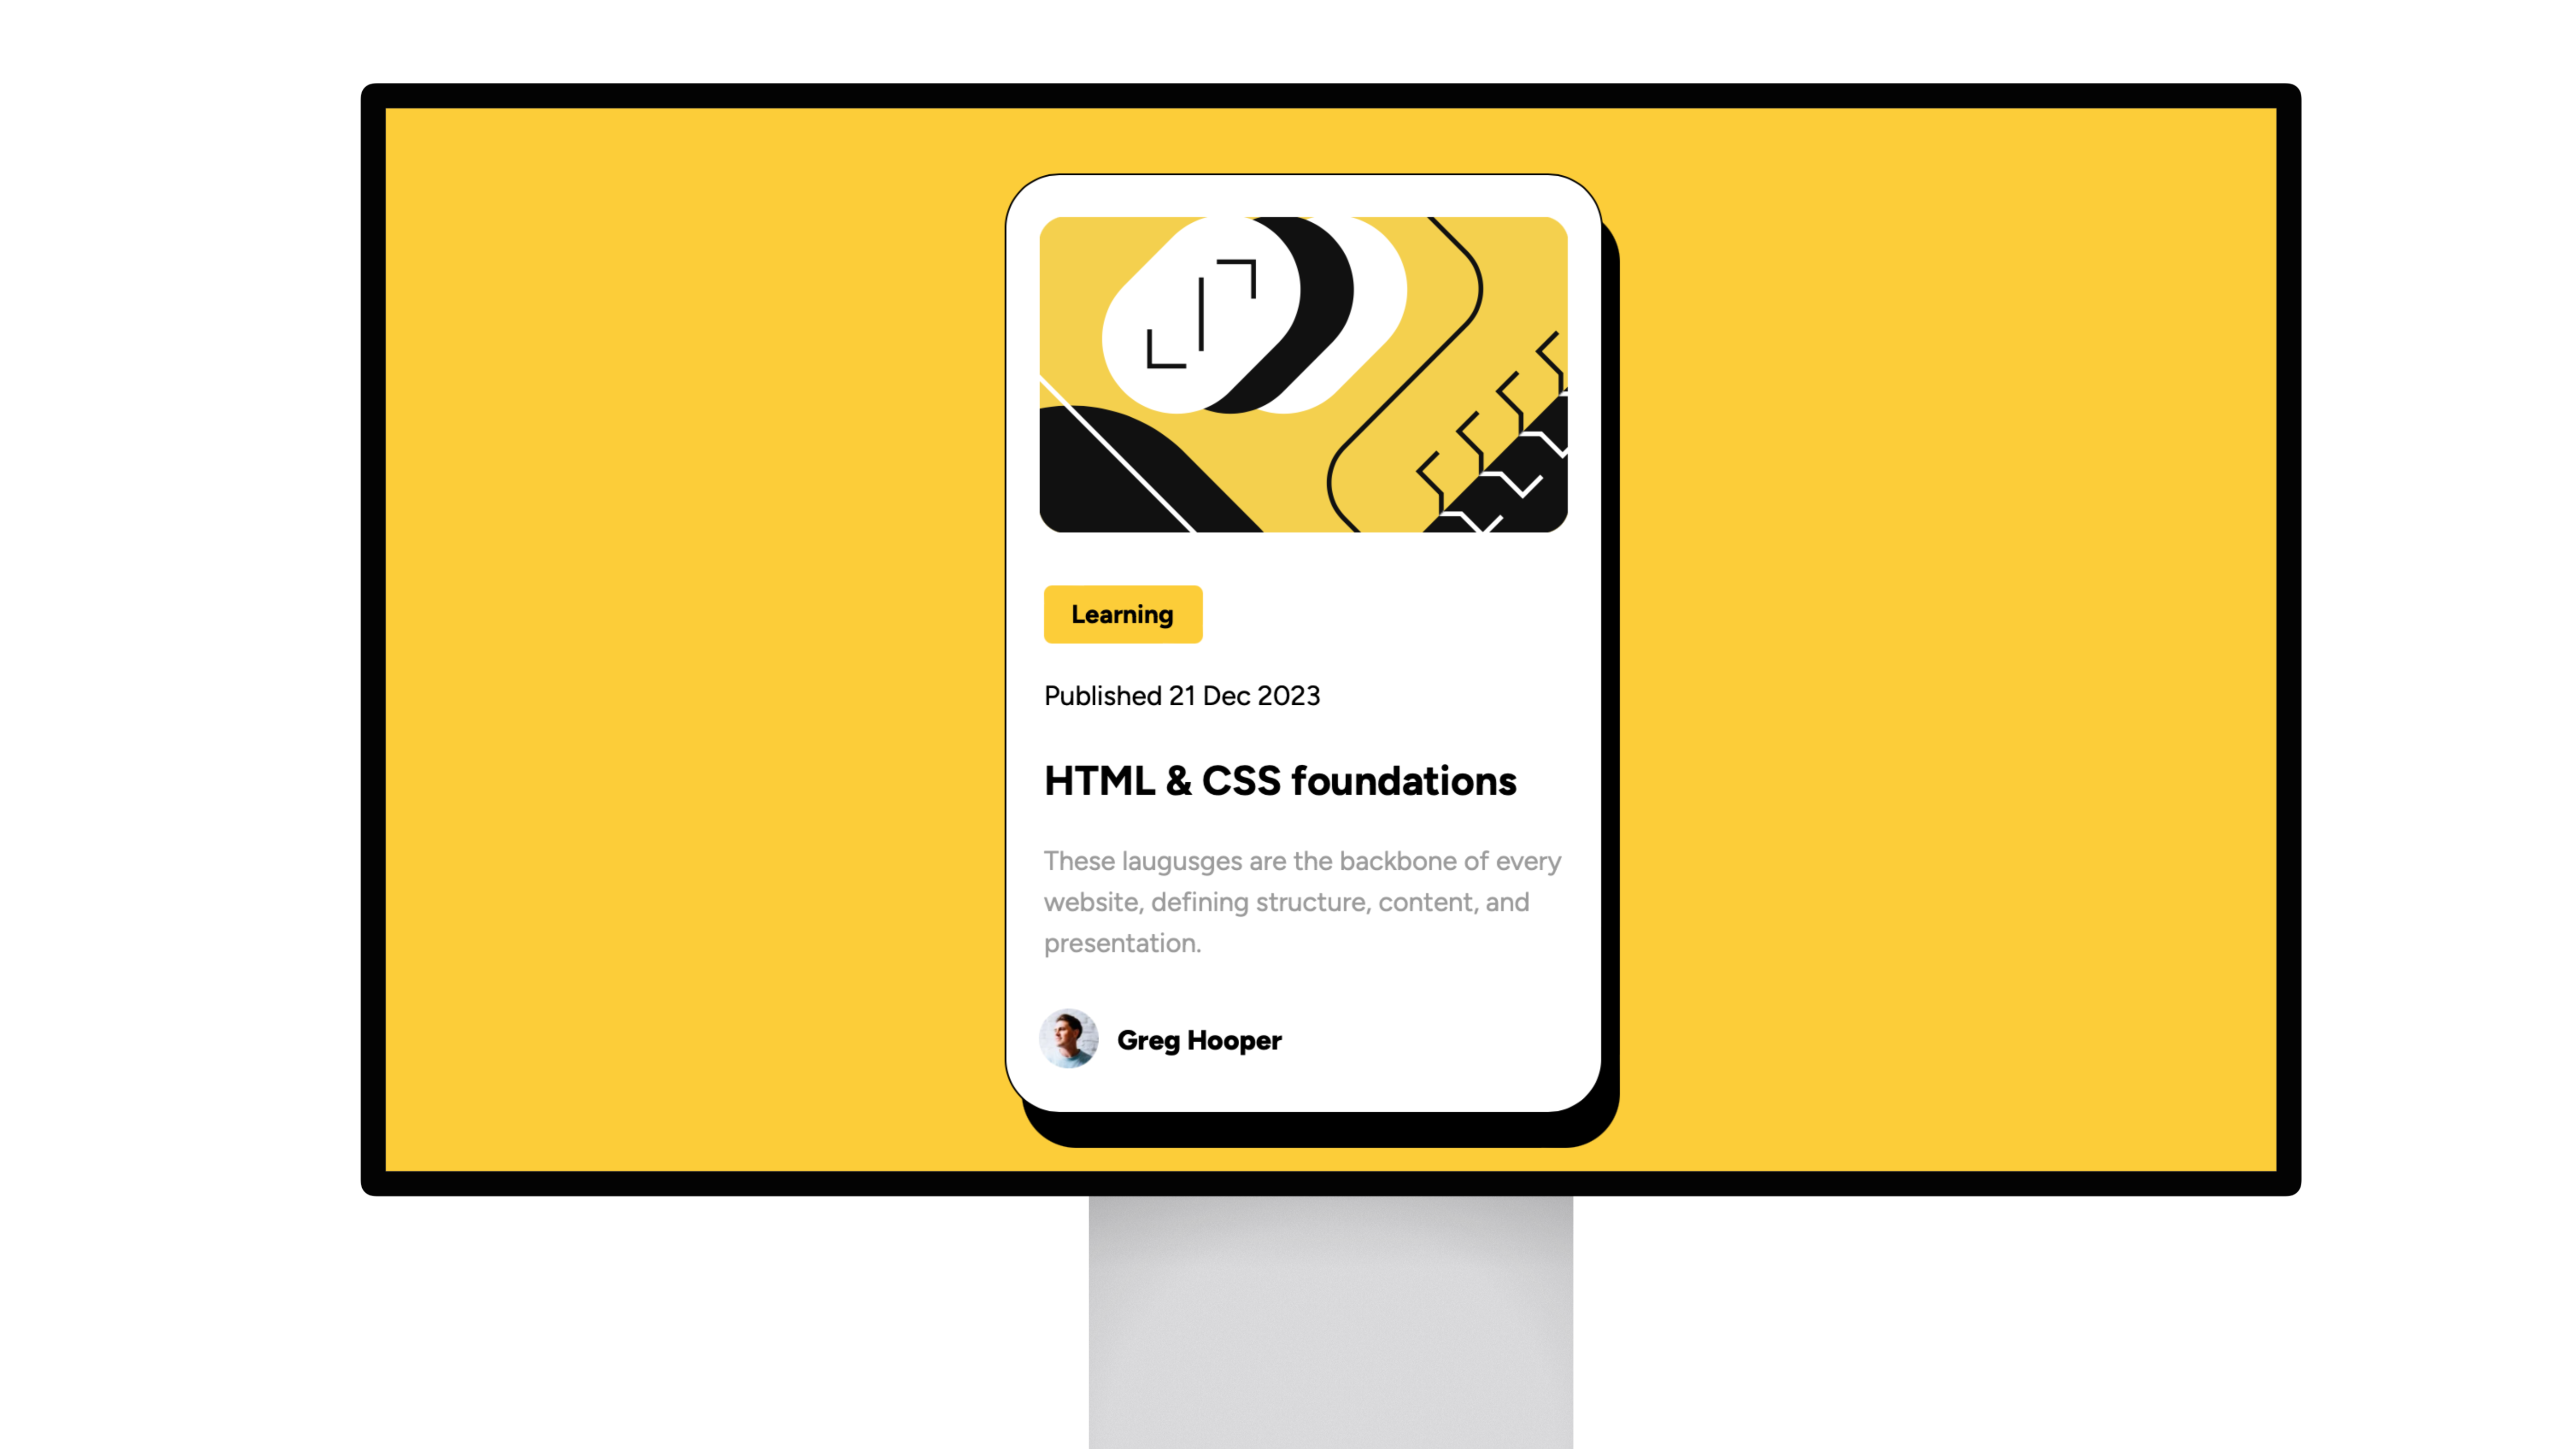 Learning
Published 21 Dec 2023
HTML & CSS foundations
These laugusges are the backbone of every
website, defining structure, content, and
presentation.
Greg Hooper